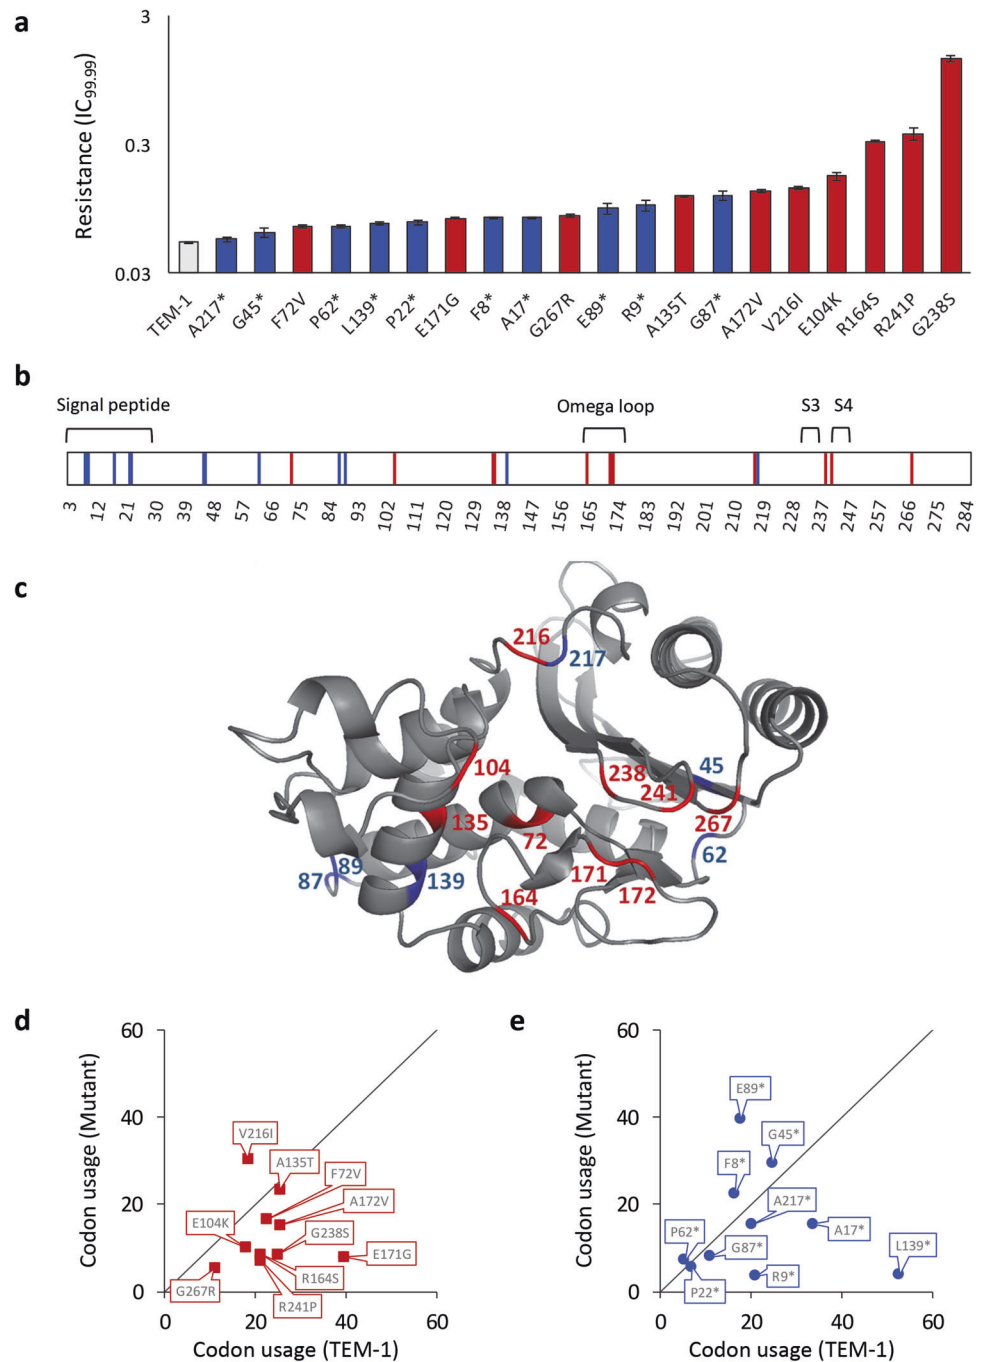 a
3
0.3
0.03
Resistance (IC99.99)
TEM-1
A217*
G45*
F72V
P62*
L139*
P22*
E171G
F8*
A17*
G267R
E89*
R9*
A135T
G87*
A172V
V216I
E104K
R164S
R241P
G238S
b
Signal peptide
Omega loop
S3
S4
3
12
21
30
39
48
57
66
75
84
93
102
111
120
129
138
147
156
165
174
183
192
201
210
219
228
237
247
257
266
275
284
c
216
217
104
238
45
241
135
267
72
62
89
171
87
139
172
164
d
Codon usage (Mutant)
60
40
20
0
V216I
A135T
F72V
A172V
E104K
G238S
E171G
R164S
G267R
R241P
0
20
40
60
Codon usage (TEM-1)
e
Codon usage (Mutant)
60
40
20
0
E89*
G45*
F8*
A217*
A17*
P62*
G87*
L139*
R9*
P22*
0
20
40
60
Codon usage (TEM-1)